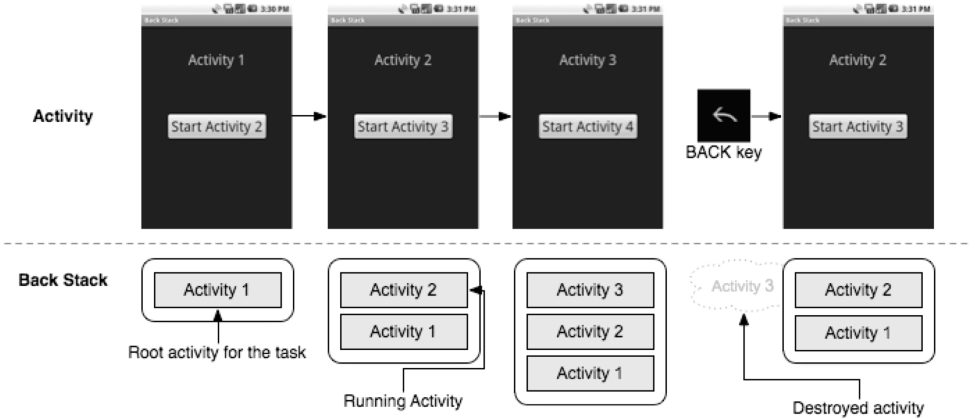 3:30 PM
Back Stack
Activity 1
Start Activity 2
3:31 PM
Back Stack
Activity 2
Start Activity 3
3:31 PM
Back Stack
Activity 3
Start Activity 4
3:31 PM
Back Stack
Activity 2
Start Activity 3
Activity
BACK key
Back Stack
Activity 1
Root activity for the task
Activity 2
Activity 1
Running Activity
Activity 3
Activity 2
Activity 1
Activity 3
Activity 2
Activity 1
Destroyed activity